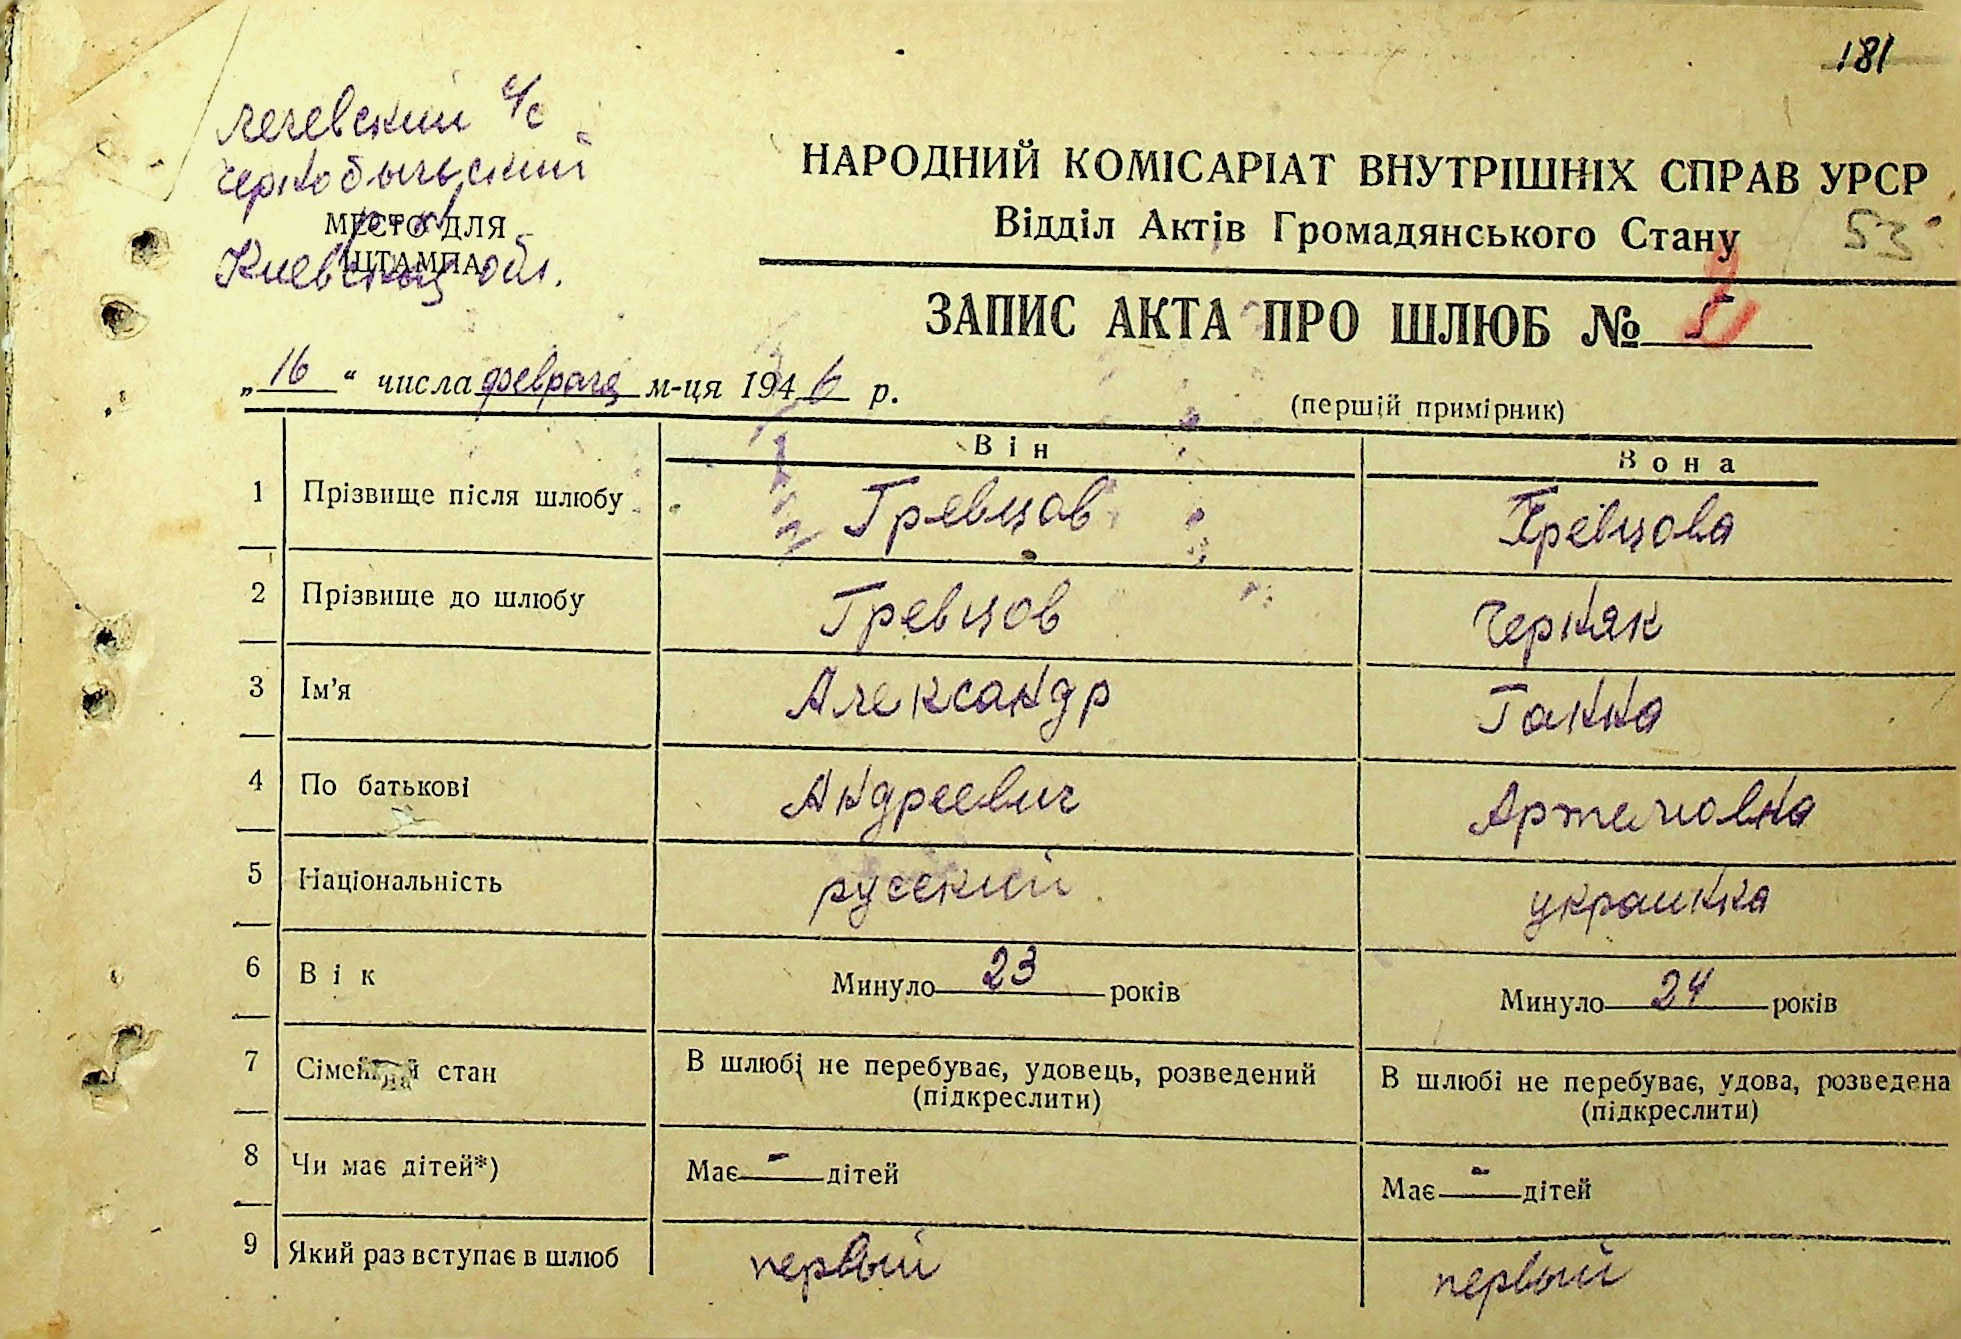 181
с/с
Чернобыльский
р-н
МЕСТО ДЛЯ
ШТАМПА
Киевской обл.
НАРОДНИЙ КОМІСАРІАТ ВНУТРІШНІХ СПРАВ УРСР
Відділ Актів Громадянського Стану
53
ЗАПИС АКТА ПРО ШЛЮБ № 5
„16“ числа февраля м-ця 1946 р.
(першій примірник)
Він Вона
1 Прізвище після шлюбу Гревцов Гревцова
2 Прізвище до шлюбу Гревцов Черняк
3 Ім'я Александр Ганна
4 По батькові Андреевич Артемовна
5 Національність русский украинка
6 Вік Минуло 23 років Минуло 24 років
7 Сімейний стан В шлюбі не перебуває, удовець, розведений В шлюбі не перебуває, удова, розведена
(підкреслити) (підкреслити)
8 Чи має дітей*) Має - дітей Має - дітей
9 Який раз вступає в шлюб первый первый